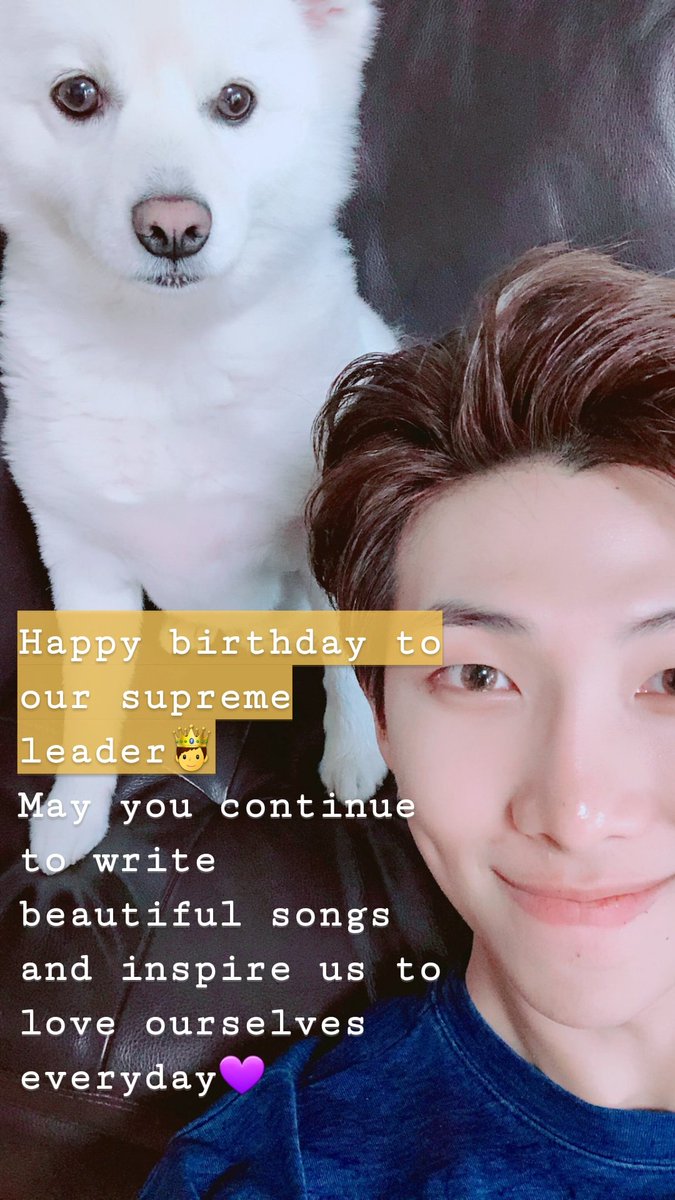 Happy birthday to
our supreme
leader🤴
May you continue
to write
beautiful songs
and inspire us to
love ourselves
everyday💜